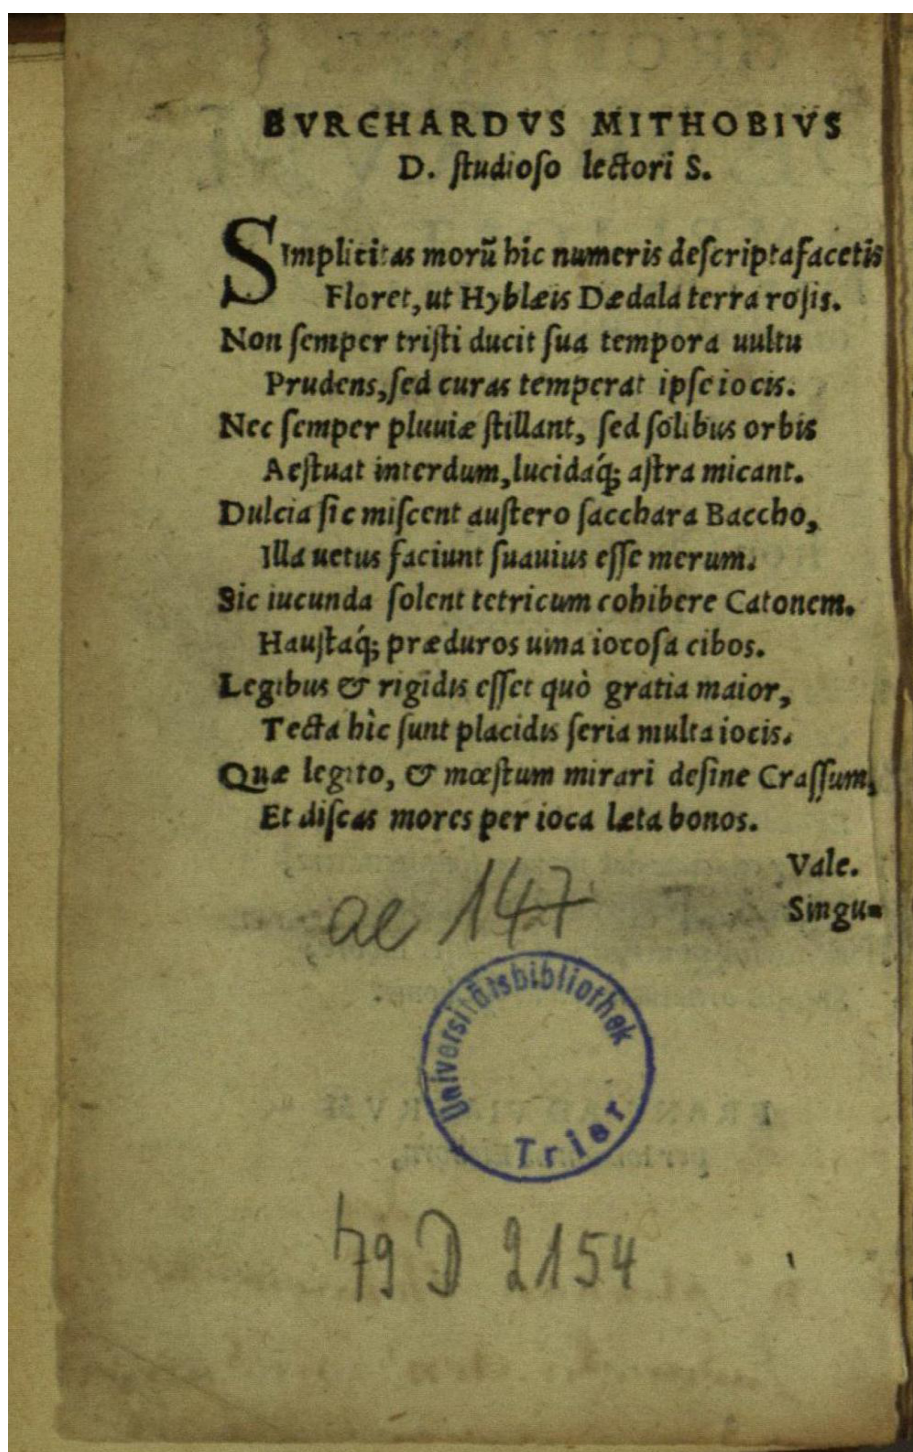 BVRCHARDVS MITHOBIVS
D. ſtudioſo lectori S.
SImplicitas morũ hîc numeris deſcripta facetis
Floret, ut Hyblæis Dædala terra roſis.
Non ſemper triſti ducit ſua tempora uultu
Prudens, ſed curas temperat ipſe iocis.
Nec ſemper pluuiæ ſtillant, ſed ſolibus orbis
Aeſtuat interdum, lucidaq́; aſtra micant.
Dulcia ſic miſcent auſtero ſacchara Baccho,
Illa uetus faciunt ſuauius eſſe merum.
Sic iucunda ſolent tetricum cohibere Catonem.
Hauſtaq́; præduros uina iocoſa cibos.
Legibus & rigidis eſſet quò gratia maior,
Tecta hìc ſunt placidis ſeria multa iocis.
Quæ legito, & mœſtum mirari deſine Craſſum,
Et diſcas mores per ioca læta bonos.
Vale.
Singu-
ae 147
Universitätsbibliothek
Trier
79 D 2154